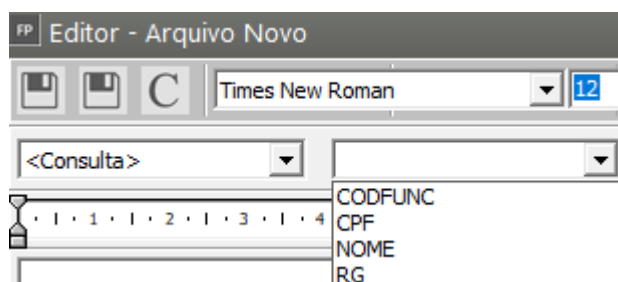 FP Editor - Arquivo Novo
C Times New Roman 12
<Consulta>
CODFUNC
· 1 · 2 · 3 · 4 CPF
NOME
RG